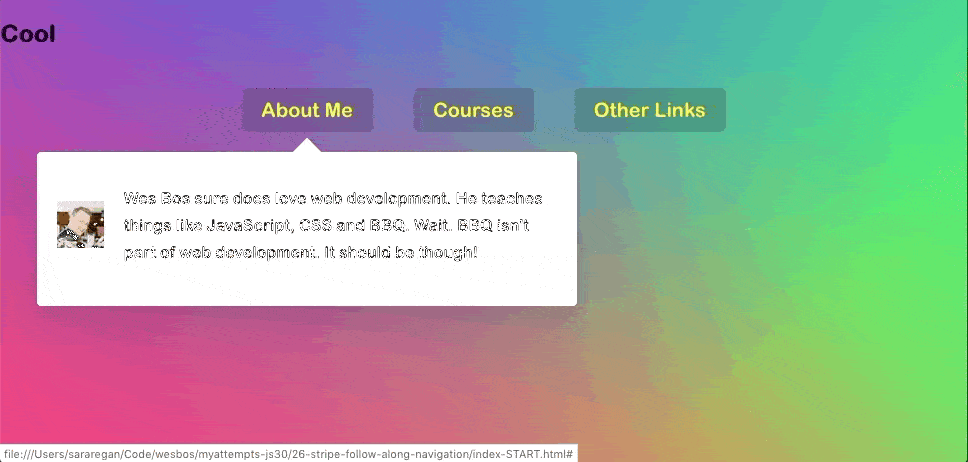 Cool
About Me
Courses
Other Links
Wes Bos sure does love web development. He teaches
things like JavaScript, CSS and BBQ. Wait. BBQ isn't
part of web development. It should be though!
file:///Users/sararegan/Code/wesbos/myattempts-js30/26-stripe-follow-along-navigation/index-START.html#